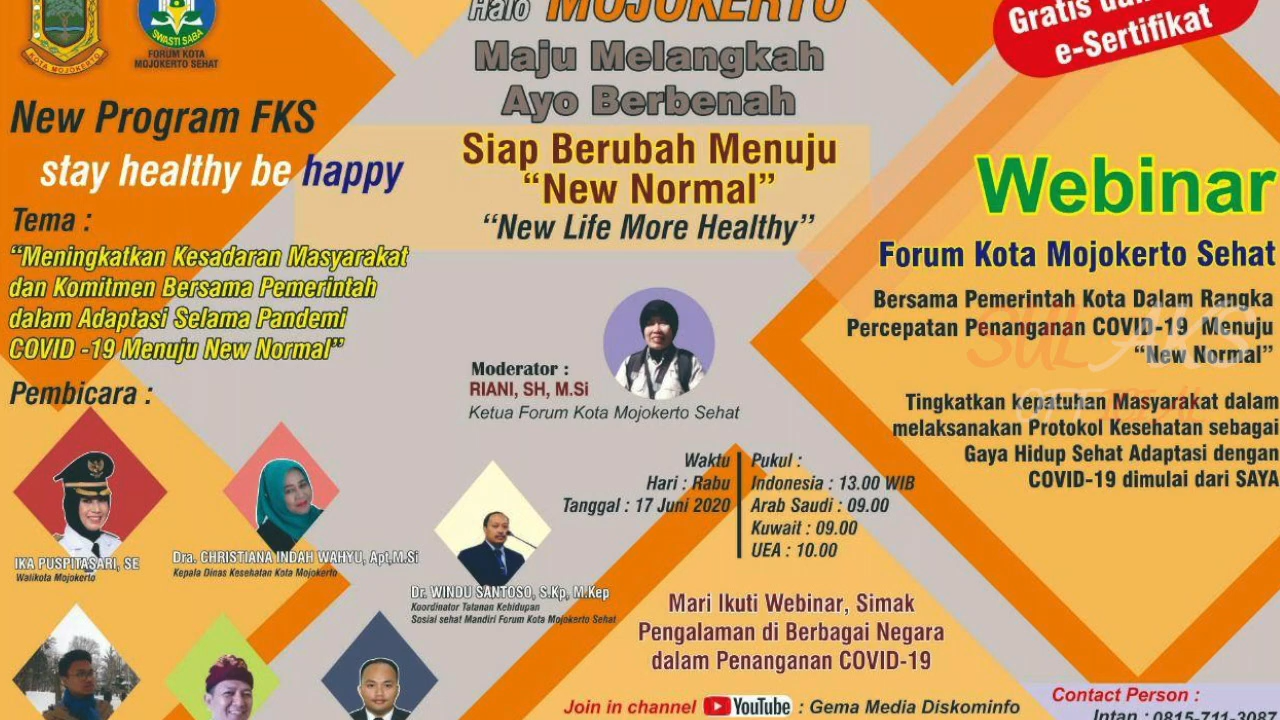 KOTA MOJOKERTO
SWASTI SABA
FORUM KOTA
MOJOKERTO SEHAT
New Program FKS
stay healthy be happy
Tema :
“Meningkatkan Kesadaran Masyarakat
dan Komitmen Bersama Pemerintah
dalam Adaptasi Selama Pandemi
COVID -19 Menuju New Normal”
Pembicara :
IKA PUSPITASARI, SE
Walikota Mojokerto
Dra. CHRISTIANA INDAH WAHYU, Apt,M.Si
Kepala Dinas Kesehatan Kota Mojokerto
Dr. WINDU SANTOSO, S.Kp, M.Kep
Koordinator Tatanan Kehidupan
Sosial sehat Mandiri Forum Kota Mojokerto Sehat
Halo MOJOKERTO
Maju Melangkah
Ayo Berbenah
Siap Berubah Menuju
“New Normal”
“New Life More Healthy”
Moderator :
RIANI, SH, M.Si
Ketua Forum Kota Mojokerto Sehat
Waktu
Hari : Rabu
Tanggal : 17 Juni 2020
Pukul :
Indonesia : 13.00 WIB
Arab Saudi : 09.00
Kuwait : 09.00
UEA : 10.00
Mari Ikuti Webinar, Simak
Pengalaman di Berbagai Negara
dalam Penanganan COVID-19
Join in channel YouTube : Gema Media Diskominfo
Gratis dan
e-Sertifikat
Webinar
Forum Kota Mojokerto Sehat
Bersama Pemerintah Kota Dalam Rangka
Percepatan Penanganan COVID-19 Menuju
“New Normal”
SULAKS
Tingkatkan kepatuhan Masyarakat dalam
melaksanakan Protokol Kesehatan sebagai
Gaya Hidup Sehat Adaptasi dengan
COVID-19 dimulai dari SAYA
Contact Person :
Intan : 0815-711-3087